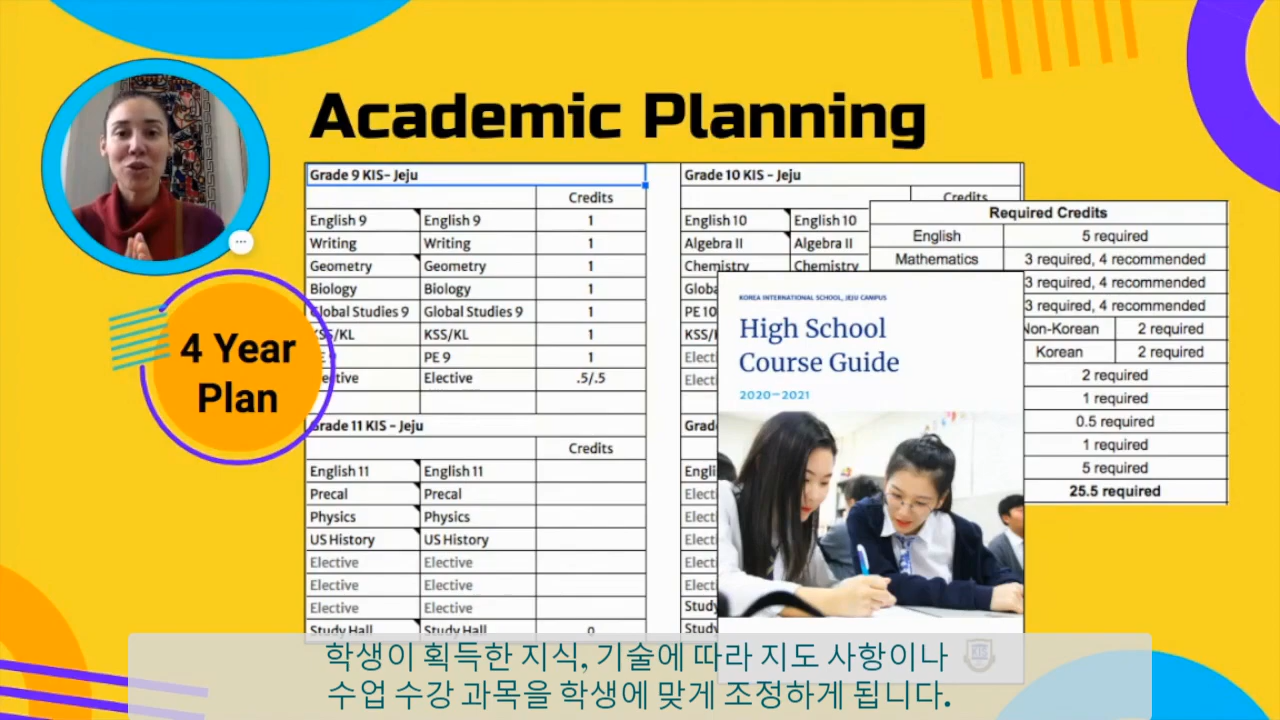 Academic Planning
4 Year
Plan
Grade 9 KIS- Jeju
Credits
English 9 English 9 1
Writing Writing 1
Geometry Geometry 1
Biology Biology 1
Global Studies 9 Global Studies 9 1
KSS/KL KSS/KL 1
PE 9 1
Elective Elective .5/.5
Grade 11 KIS - Jeju
Credits
English 11 English 11
Precal Precal
Physics Physics
US History US History
Elective Elective
Elective Elective
Elective Elective
Study Hall Study Hall 0
Grade 10 KIS - Jeju
Credits
English 10 English 10
Algebra II Algebra II
Chemistry Chemistry
PE 10
Study
Study
Required Credits
English 5 required
Mathematics 3 required, 4 recommended
3 required, 4 recommended
3 required, 4 recommended
Non-Korean 2 required
Korean 2 required
2 required
1 required
0.5 required
1 required
5 required
25.5 required
KOREA INTERNATIONAL SCHOOL, JEJU CAMPUS
High School
Course Guide
2020-2021
학생이 획득한 지식, 기술에 따라 지도 사항이나
수업 수강 과목을 학생에 맞게 조정하게 됩니다.